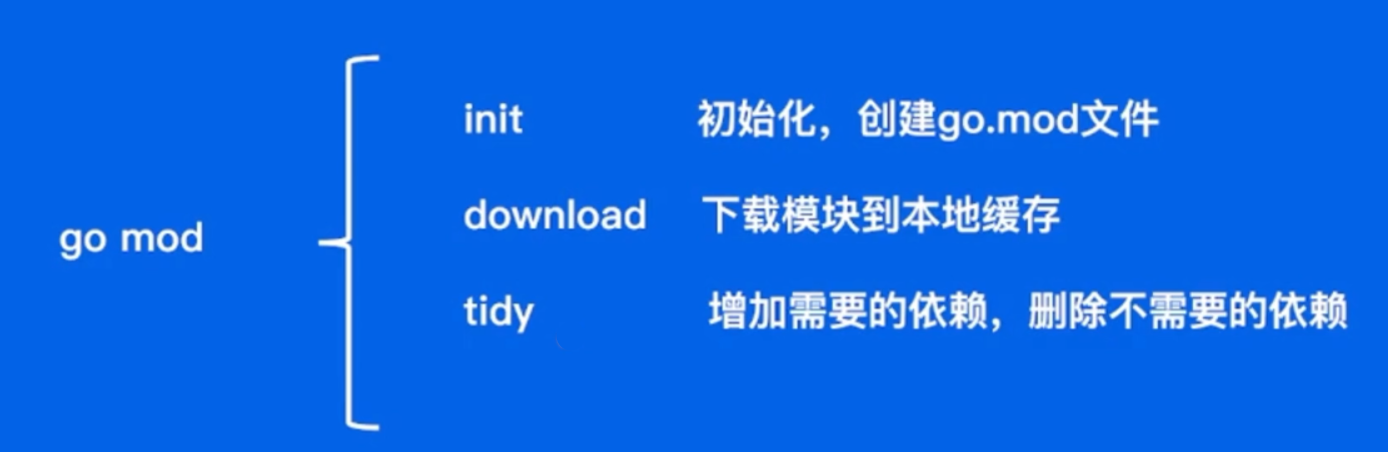 go mod
init 初始化，创建go.mod文件
download 下载模块到本地缓存
tidy 增加需要的依赖，删除不需要的依赖